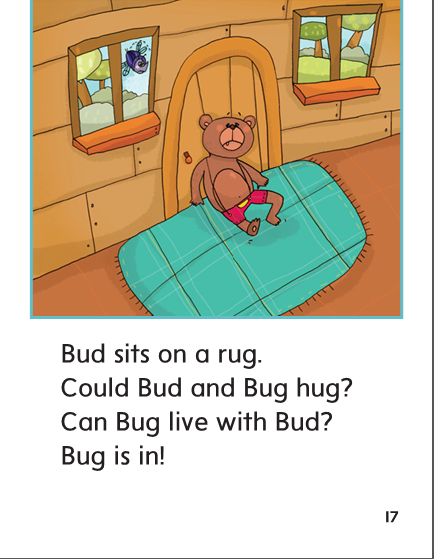 Bud sits on a rug.
Could Bud and Bug hug?
Can Bug live with Bud?
Bug is in!
17